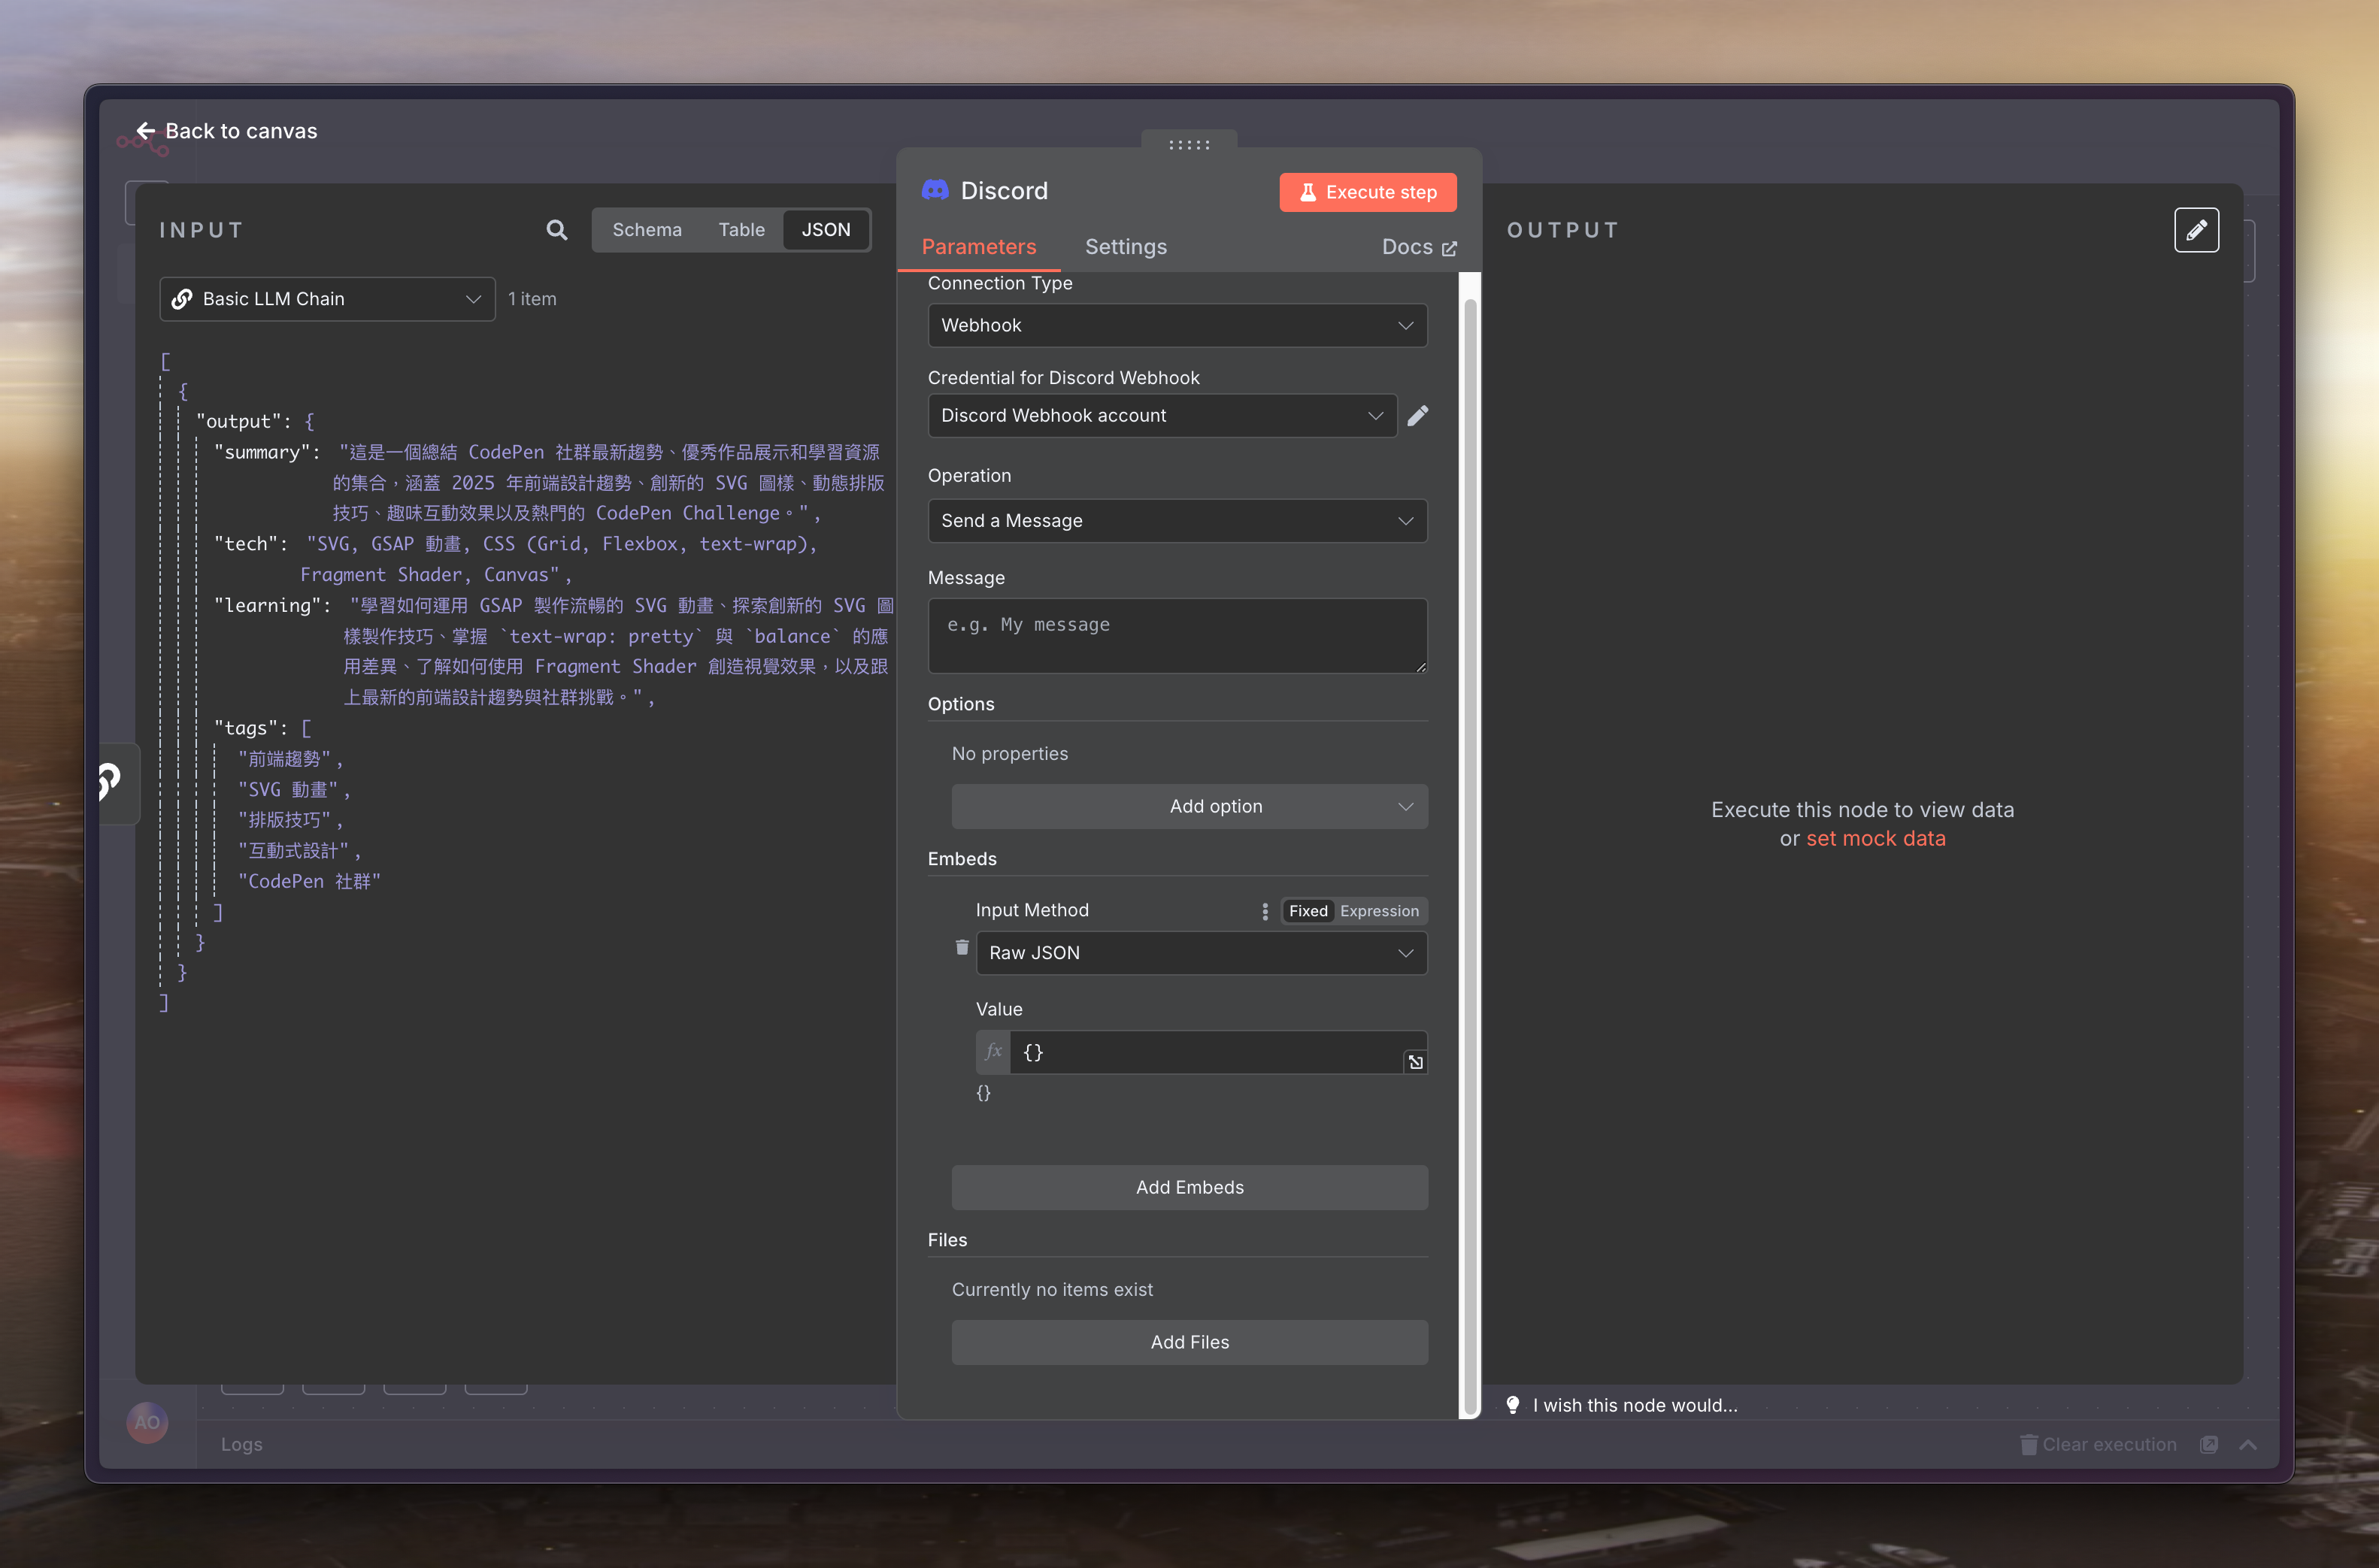 Back to canvas
INPUT
Schema
Table
JSON
Basic LLM Chain
1 item
[
{
"output": {
"summary": "這是一個總結 CodePen 社群最新趨勢、優秀作品展示和學習資源
的集合，涵蓋 2025 年前端設計趨勢、創新的 SVG 圖樣、動態排版
技巧、趣味互動效果以及熱門的 CodePen Challenge。",
"tech": "SVG, GSAP 動畫, CSS (Grid, Flexbox, text-wrap),
Fragment Shader, Canvas",
"learning": "學習如何運用 GSAP 製作流暢的 SVG 動畫、探索創新的 SVG 圖
樣製作技巧、掌握 `text-wrap: pretty` 與 `balance` 的應
用差異、了解如何使用 Fragment Shader 創造視覺效果，以及跟
上最新的前端設計趨勢與社群挑戰。",
"tags": [
"前端趨勢",
"SVG 動畫",
"排版技巧",
"互動式設計",
"CodePen 社群"
]
}
}
]
Discord
Execute step
Parameters
Settings
Docs
Connection Type
Webhook
Credential for Discord Webhook
Discord Webhook account
Operation
Send a Message
Message
e.g. My message
Options
No properties
Add option
Embeds
Input Method
Fixed
Expression
Raw JSON
Value
fx
{}
{}
Add Embeds
Files
Currently no items exist
Add Files
OUTPUT
Execute this node to view data
or set mock data
I wish this node would...
AO
Logs
Clear execution